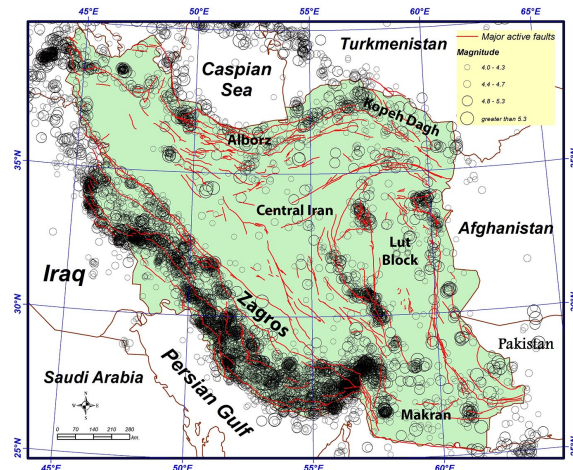 45°E
50°E
55°E
60°E
65°E
Turkmenistan
Major active faults
Magnitude
4.0 - 4.3
4.4 - 4.7
4.8 - 5.3
greater than 5.3
Caspian
Sea
Kopeh Dagh
Alborz
35°N
35°N
Central Iran
Lut
Block
Afghanistan
Iraq
30°N
30°N
Zagros
Pakistan
Persian Gulf
Saudi Arabia
Makran
N
W
E
S
0
70
140
210
280
km.
25°N
25°N
45°E
50°E
55°E
60°E